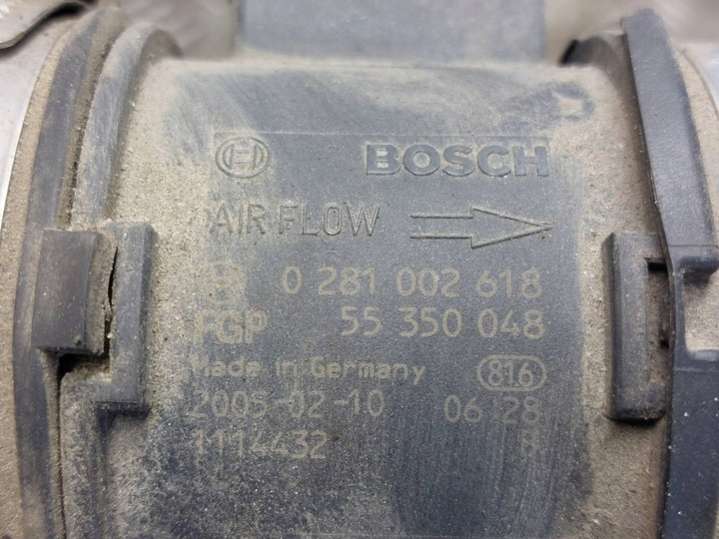 BOSCH
AIR FLOW
0 281 002 618
FGP 55 350 048
Made in Germany 816
2005-02-10 06:28
1114432